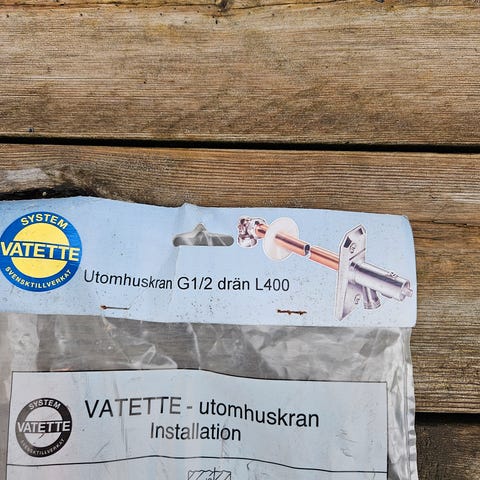 SYSTEM
VATETTE
SVENSKTILLVERKAT
Utomhuskran G1/2 drän L400
SYSTEM
VATETTE
SVENSKTILLVERKAT
VATETTE - utomhuskran
Installation